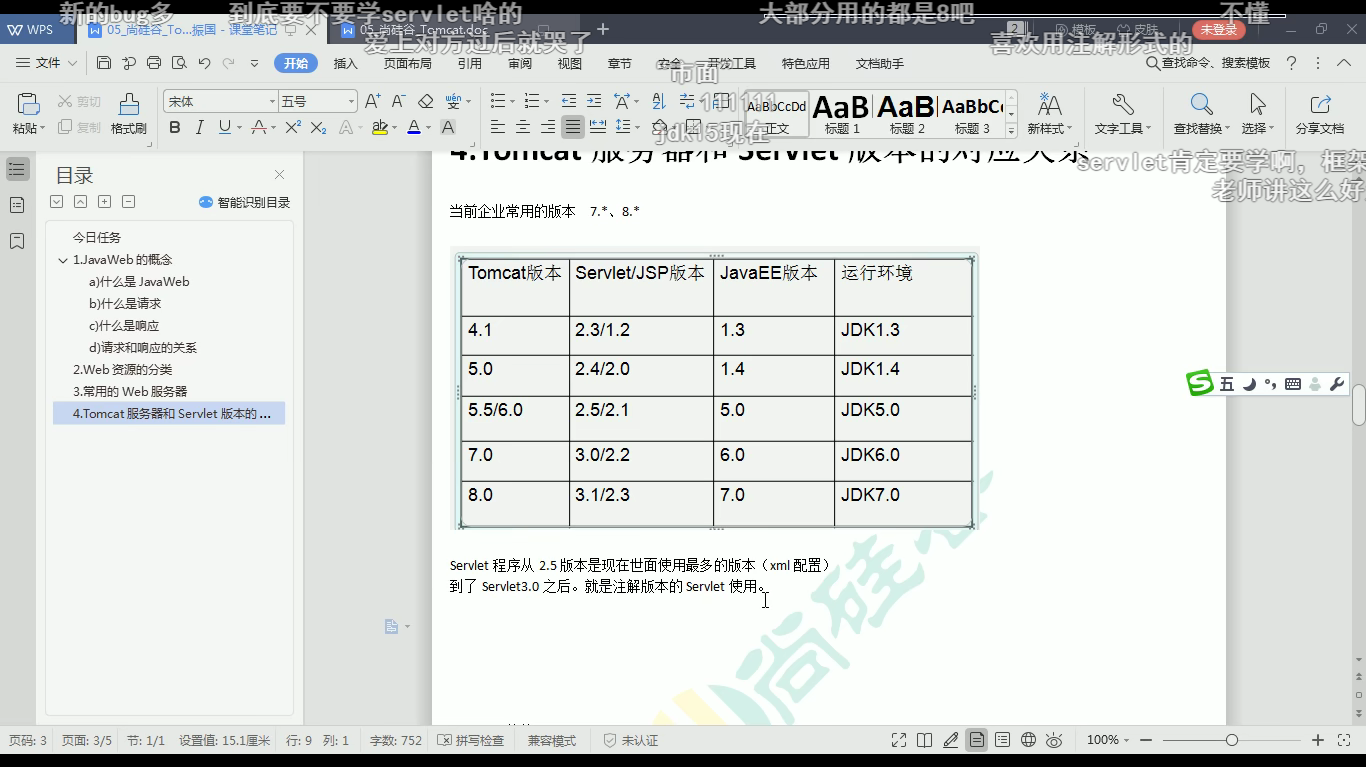 新的bug多
到底要不要学servlet啥的
大部分用的都是8吧
不懂
WPS
05_尚硅谷_To...振国 - 课堂笔记
05_尚硅谷_Tomcat.doc
2
模板
皮肤
未登录
爱上对方过后就哭了
喜欢用注解形式的
文件
开始
插入
页面布局
引用
审阅
视图
章节
安全
开发工具
特色应用
文档助手
查找命令、搜索模板
市面
粘贴
剪切
复制
格式刷
宋体
五号
AaBbCcDd
正文
AaB
标题 1
AaB
标题 2
AaBbC
标题 3
新样式
文字工具
查找替换
选择
分享文档
jdk15现在
servlet肯定要学啊，框架
老师讲这么好
目录
智能识别目录
今日任务
1.JavaWeb 的概念
a)什么是 JavaWeb
b)什么是请求
c)什么是响应
d)请求和响应的关系
2.Web 资源的分类
3.常用的 Web 服务器
4.Tomcat 服务器和 Servlet 版本的 ...
4.Tomcat 服务器和 Servlet 版本的对应关系
当前企业常用的版本 7.*、8.*
Tomcat版本 Servlet/JSP版本 JavaEE版本 运行环境
4.1 2.3/1.2 1.3 JDK1.3
5.0 2.4/2.0 1.4 JDK1.4
5.5/6.0 2.5/2.1 5.0 JDK5.0
7.0 3.0/2.2 6.0 JDK6.0
8.0 3.1/2.3 7.0 JDK7.0
Servlet 程序从 2.5 版本是现在世面使用最多的版本（xml 配置）
到了 Servlet3.0 之后。就是注解版本的 Servlet 使用。
尚硅谷
五
页码: 3 页面: 3/5 节: 1/1 设置值: 15.1厘米 行: 9 列: 1 字数: 752 拼写检查 兼容模式 未认证 100%